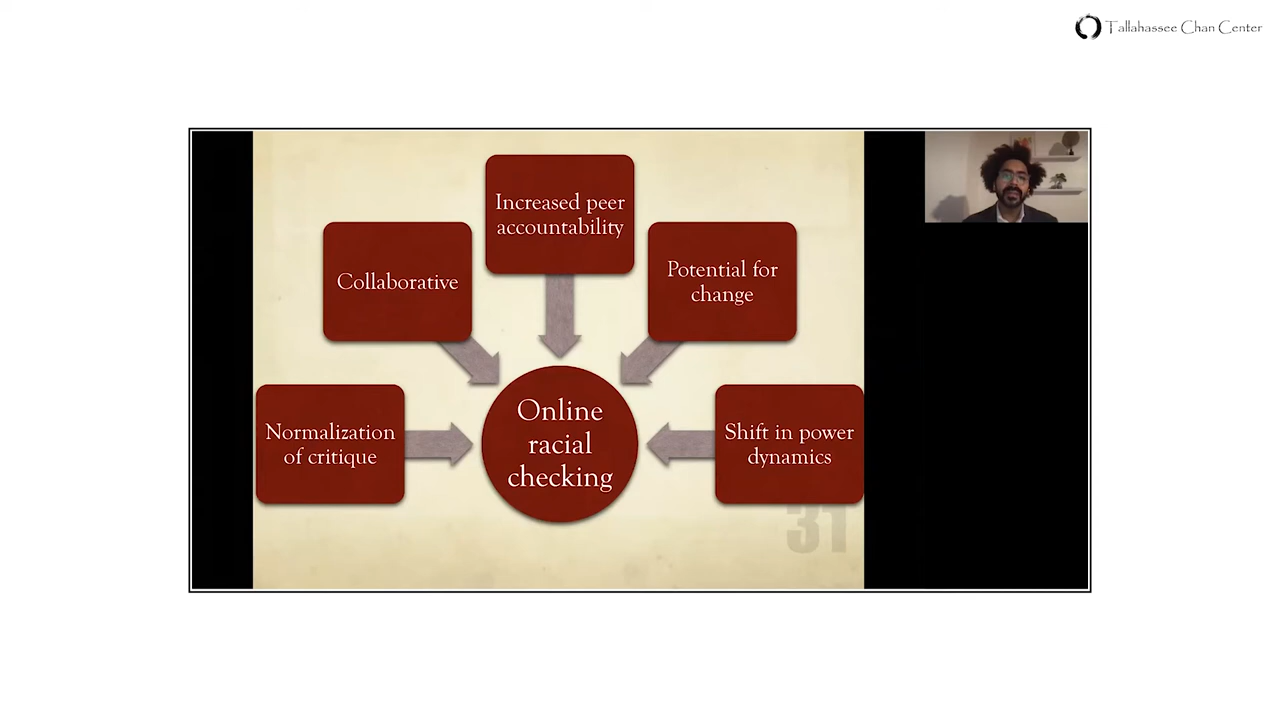 Tallahassee Chan Center
Increased peer
accountability
Collaborative
Potential for
change
Normalization
of critique
Online
racial
checking
Shift in power
dynamics
31